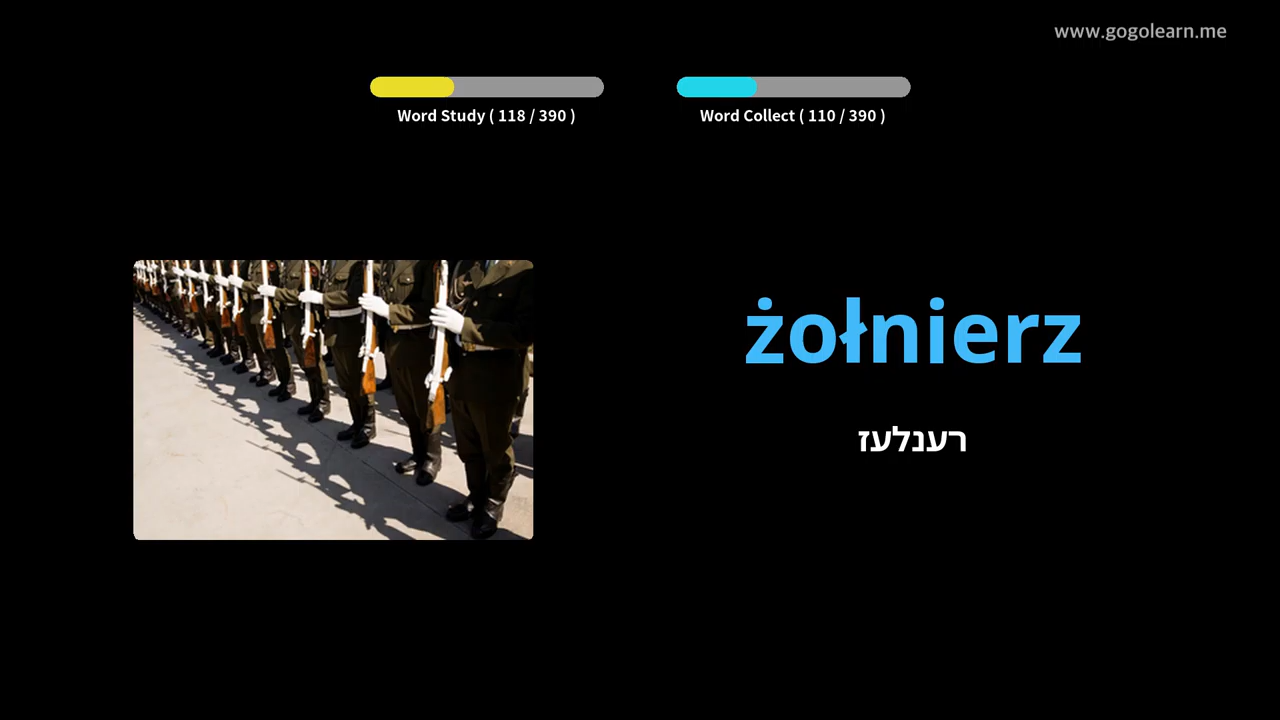 www.gogolearn.me
Word Study ( 118 / 390 )
Word Collect ( 110 / 390 )
żołnierz
רענלעז